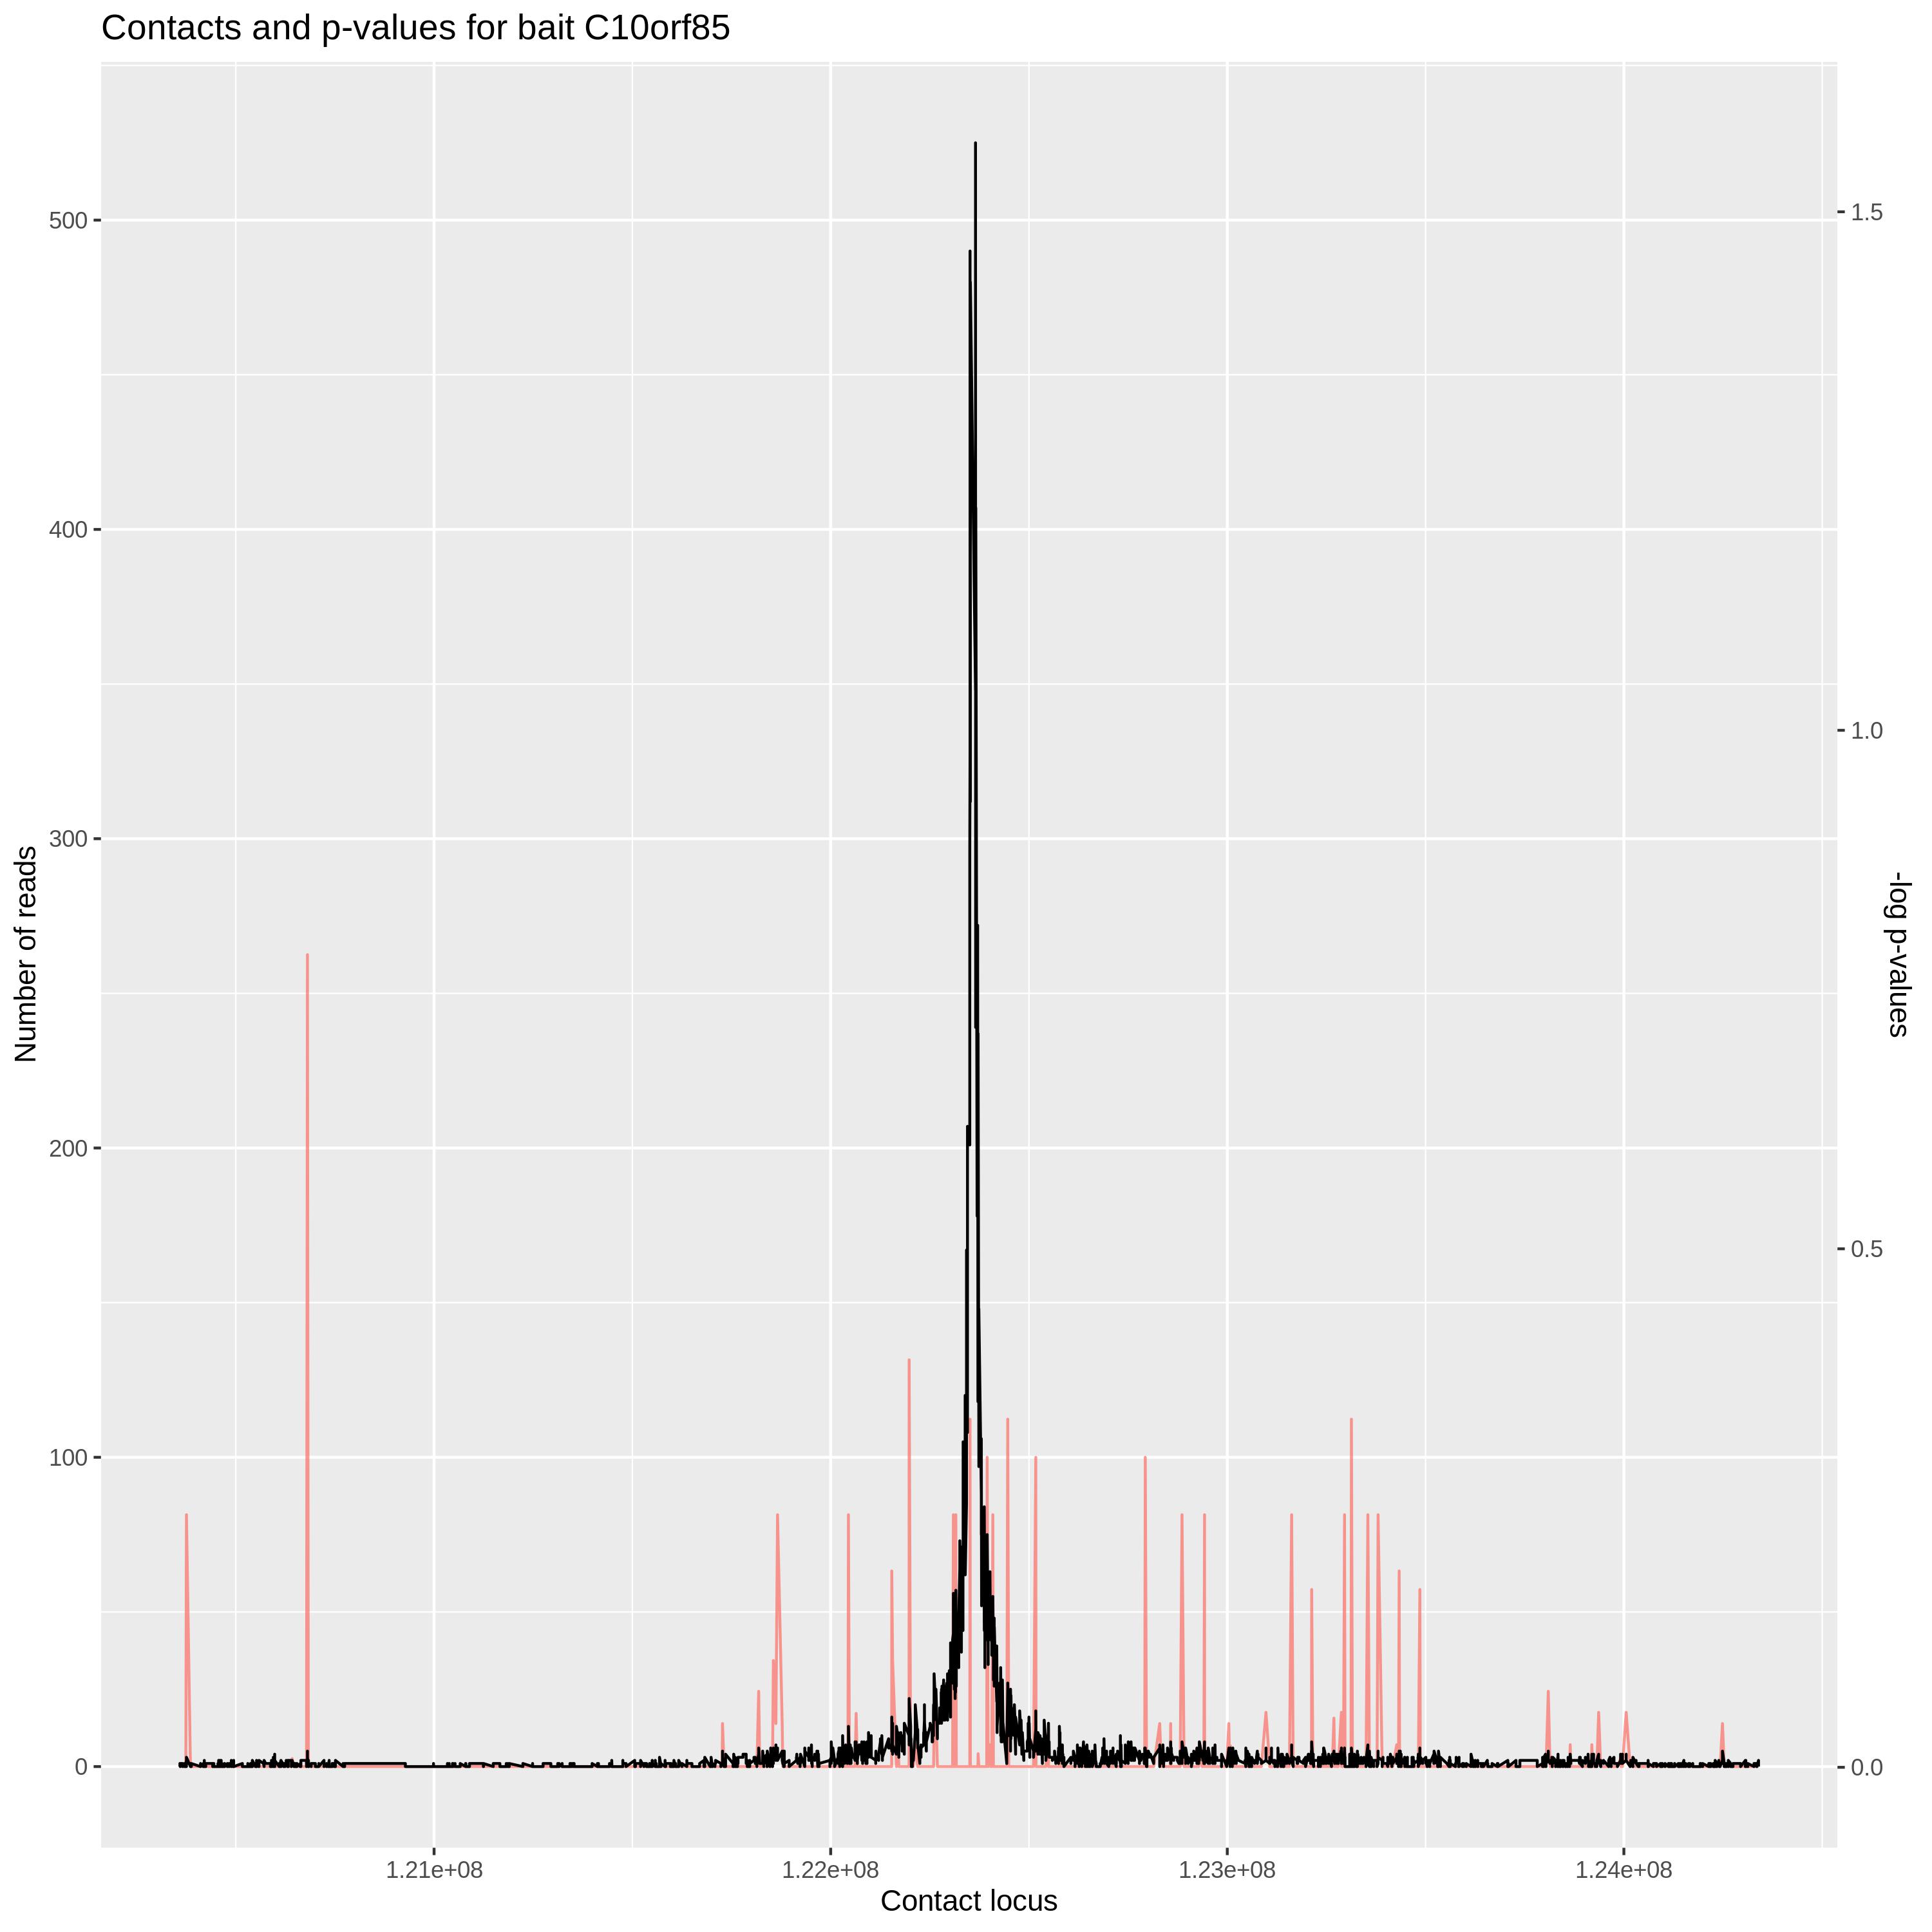 Contacts and p-values for bait C10orf85
500
400
300
200
100
0
Number of reads
1.5
1.0
0.5
0.0
-log p-values
1.21e+08
1.22e+08
1.23e+08
1.24e+08
Contact locus